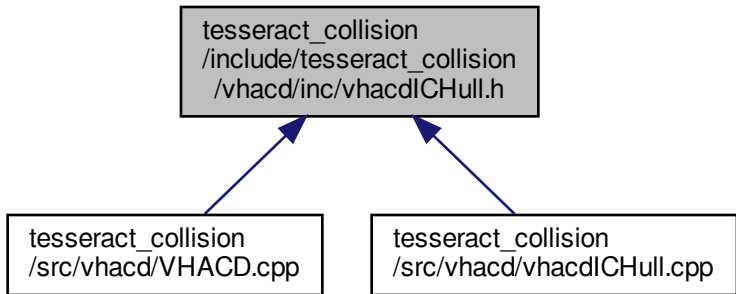 tesseract_collision
/include/tesseract_collision
/vhacd/inc/vhacdICHull.h
tesseract_collision
/src/vhacd/VHACD.cpp
tesseract_collision
/src/vhacd/vhacdICHull.cpp